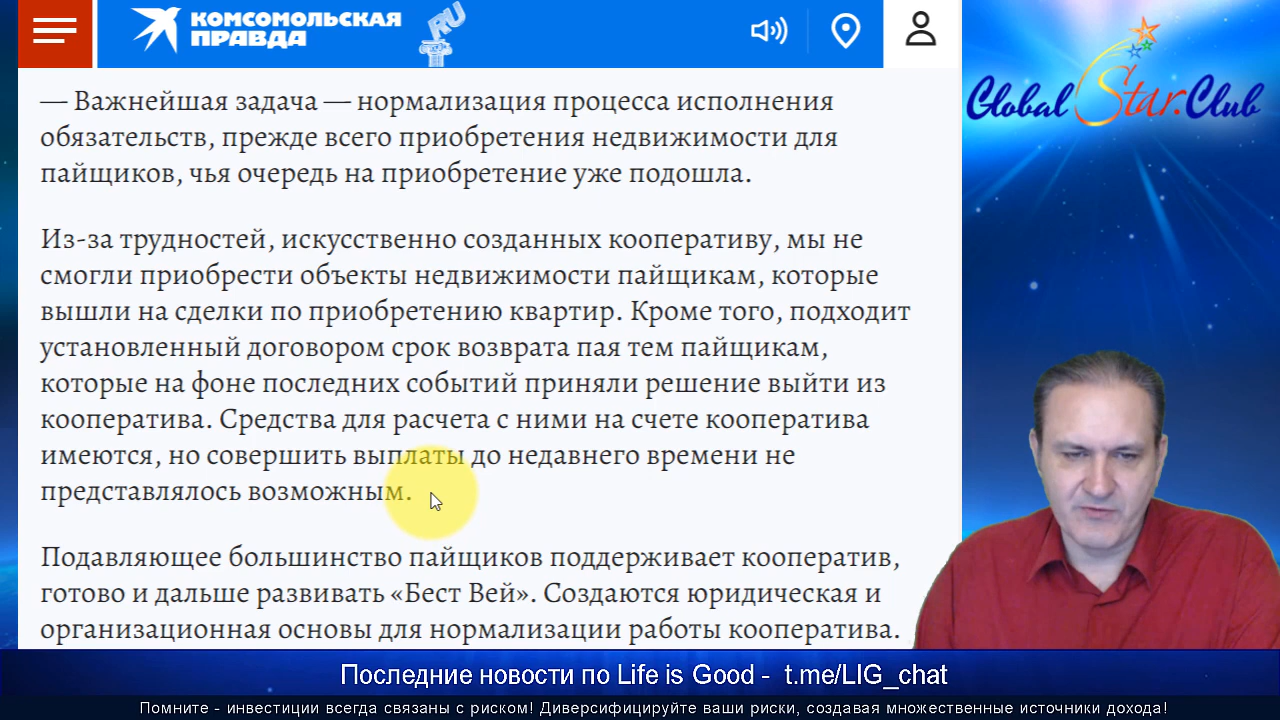 КОМСОМОЛЬСКАЯ
ПРАВДА
RU
— Важнейшая задача — нормализация процесса исполнения
обязательств, прежде всего приобретения недвижимости для
пайщиков, чья очередь на приобретение уже подошла.
Из-за трудностей, искусственно созданных кооперативу, мы не
смогли приобрести объекты недвижимости пайщикам, которые
вышли на сделки по приобретению квартир. Кроме того, подходит
установленный договором срок возврата пая тем пайщикам,
которые на фоне последних событий приняли решение выйти из
кооператива. Средства для расчета с ними на счете кооператива
имеются, но совершить выплаты до недавнего времени не
представлялось возможным.
Подавляющее большинство пайщиков поддерживает кооператив,
готово и дальше развивать «Бест Вей». Создаются юридическая и
организационная основы для нормализации работы кооператива.
Global Star.Club
Последние новости по Life is Good - t.me/LIG_chat
Помните - инвестиции всегда связаны с риском! Диверсифицируйте ваши риски, создавая множественные источники дохода!